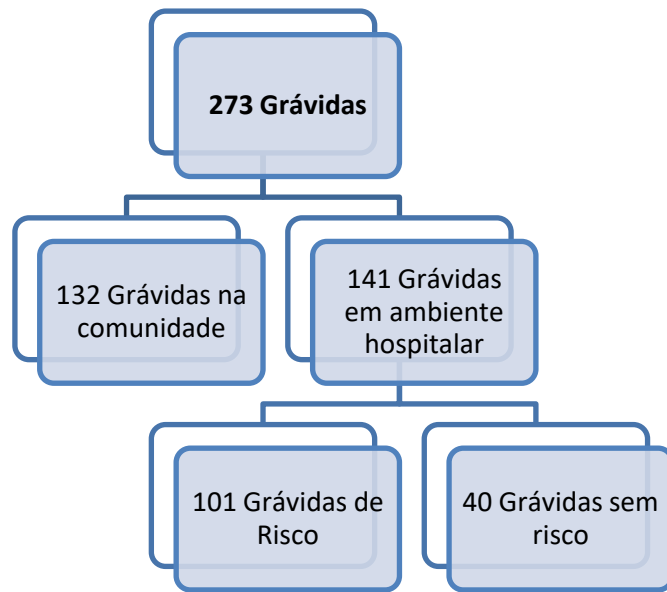 273 Grávidas
132 Grávidas na
comunidade
141 Grávidas
em ambiente
hospitalar
101 Grávidas de
Risco
40 Grávidas sem
risco